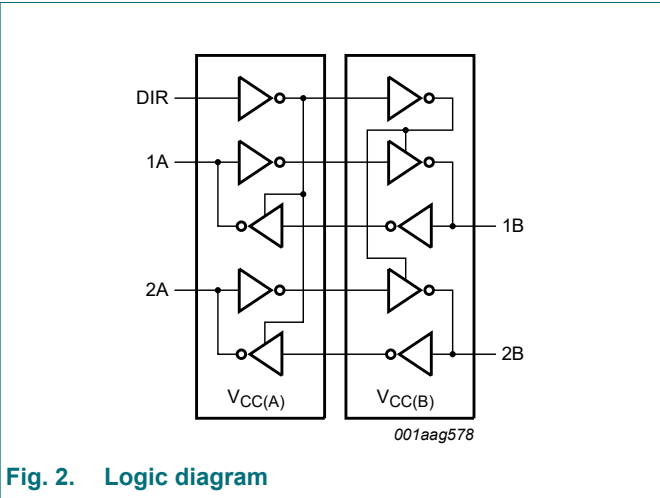 DIR
1A
1B
2A
2B
VCC(A) VCC(B)
001aag578
Fig. 2. Logic diagram